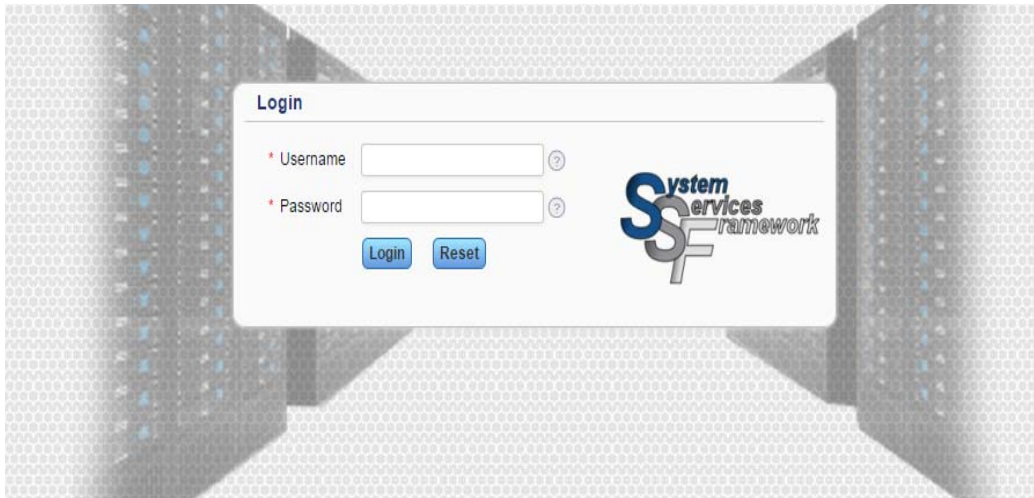 Login
* Username
?
* Password
?
Login Reset
System
Services
Framework